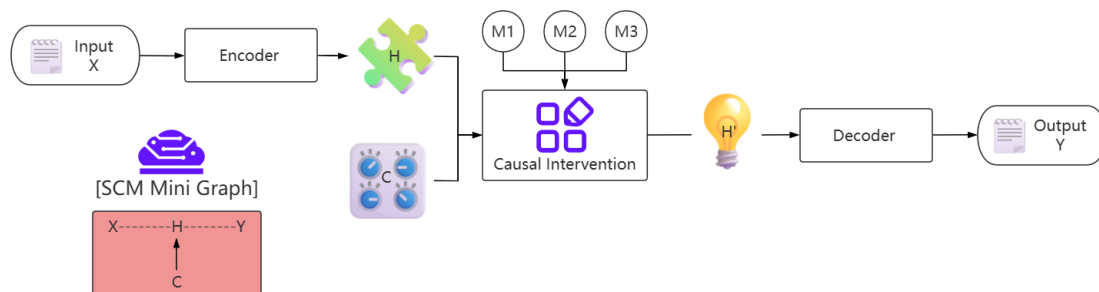 M1 M2 M3
Input
X
Encoder
H
C
Causal Intervention
H'
Decoder
Output
Y
[SCM Mini Graph]
X--------H--------Y
C